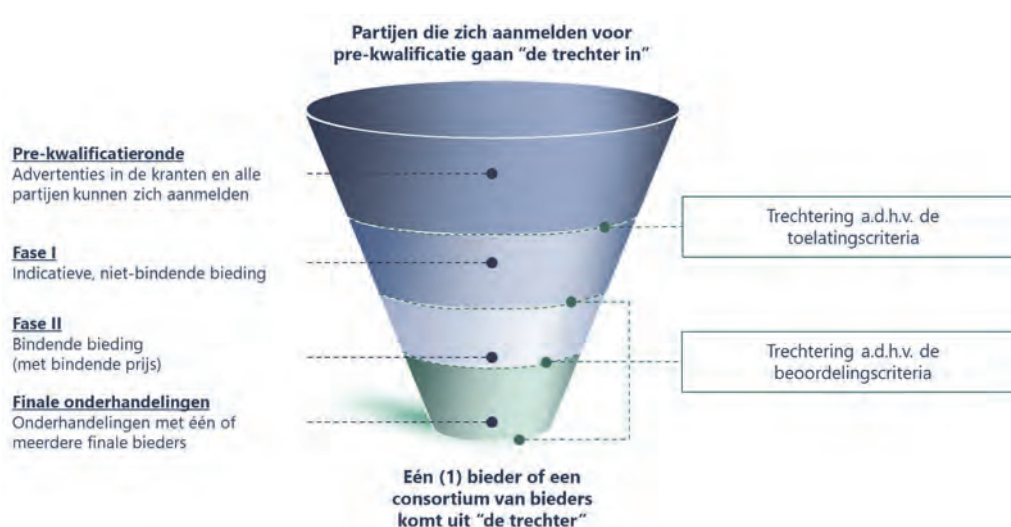 Partijen die zich aanmelden voor
pre-kwalificatie gaan “de trechter in”
Pre-kwalificatieronde
Advertenties in de kranten en alle
partijen kunnen zich aanmelden
Fase I
Indicatieve, niet-bindende bieding
Fase II
Bindende bieding
(met bindende prijs)
Finale onderhandelingen
Onderhandelingen met één of
meerdere finale bieders
Trechtering a.d.h.v. de
toelatingscriteria
Trechtering a.d.h.v. de
beoordelingscriteria
Eén (1) bieder of een
consortium van bieders
komt uit “de trechter”